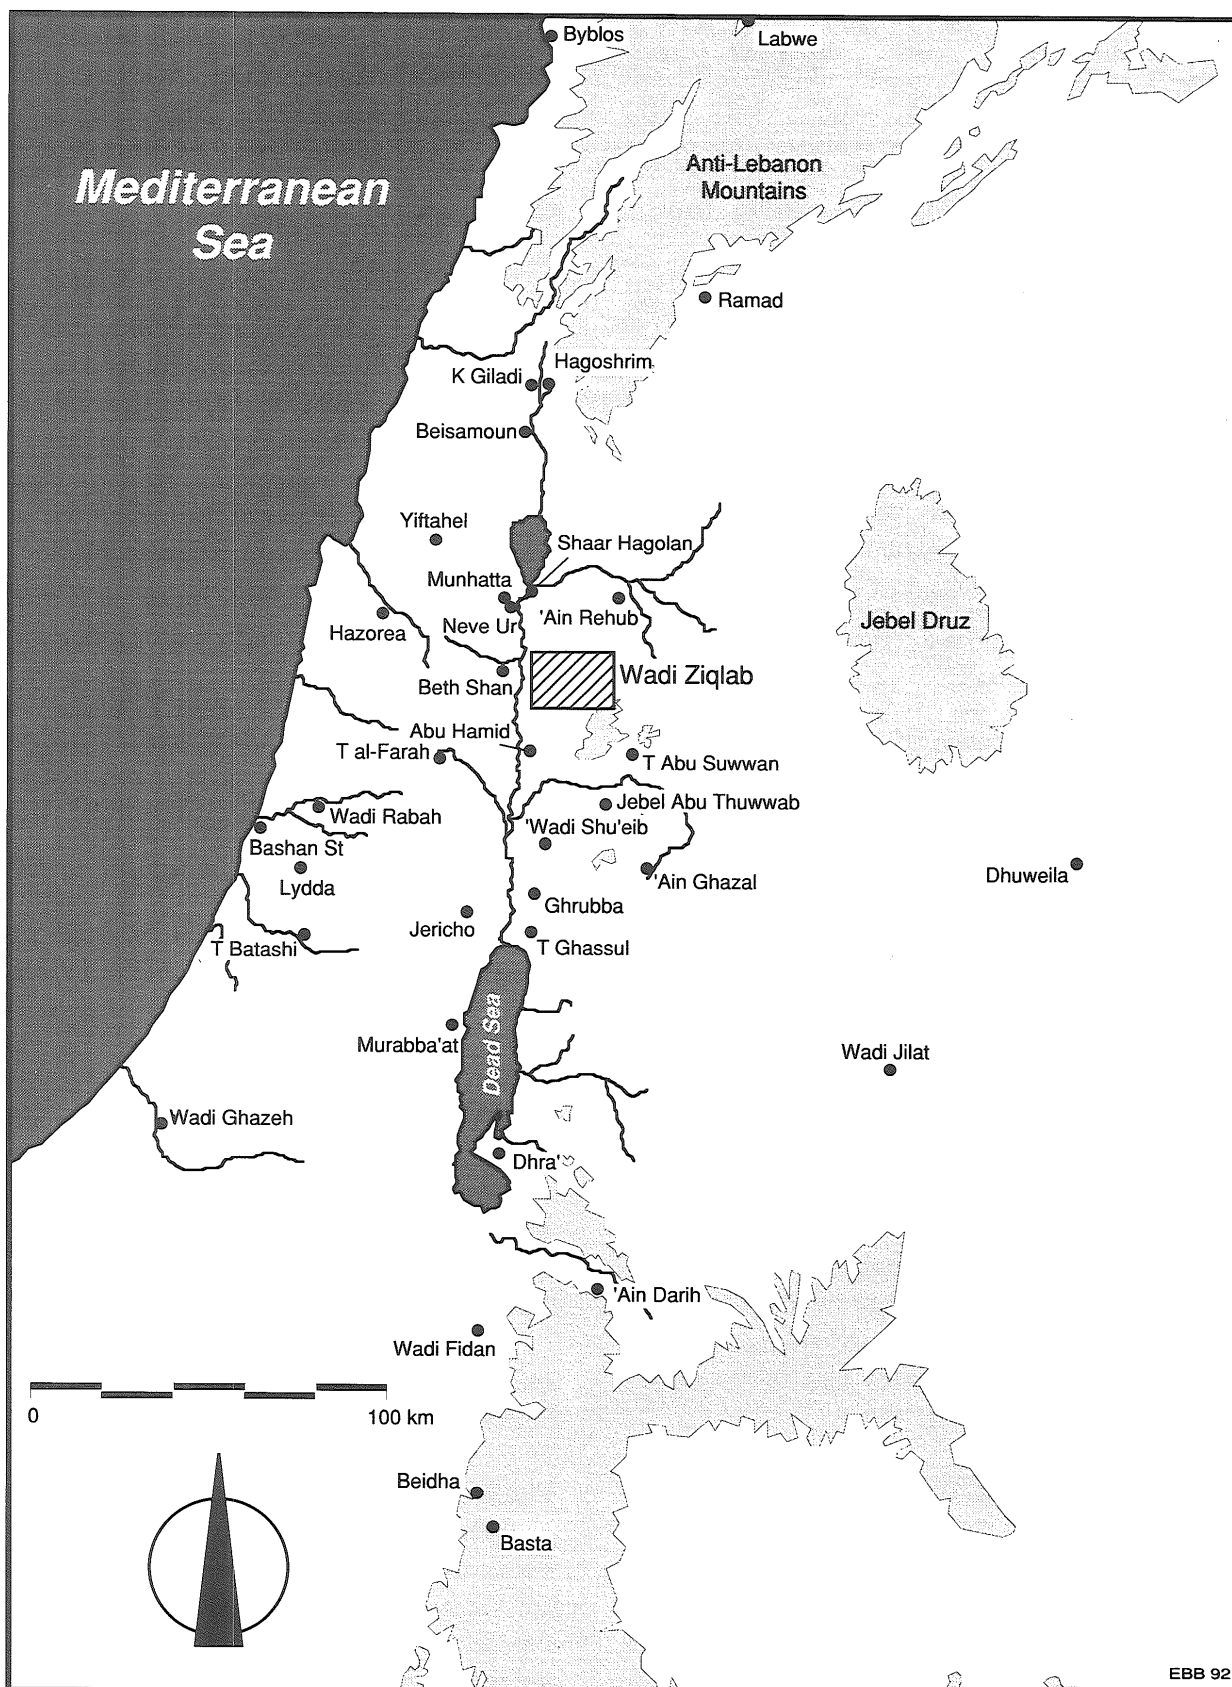 Byblos
Labwe
Mediterranean
Sea
Anti-Lebanon
Mountains
Ramad
Hagoshrim
K Giladi
Beisamoun
Yiftahel
Shaar Hagolan
Munhatta
'Ain Rehub
Neve Ur
Hazorea
Jebel Druz
Wadi Ziqlab
Beth Shan
Abu Hamid
T al-Farah
T Abu Suwwan
Jebel Abu Thuwwab
Wadi Rabah
'Wadi Shu'eib
Bashan St
Lydda
'Ain Ghazal
Dhuweila
Ghrubba
Jericho
T Batashi
T Ghassul
Dead Sea
Murabba'at
Wadi Jilat
Wadi Ghazeh
Dhra'
'Ain Darih
Wadi Fidan
0
100 km
Beidha
Basta
EBB 92